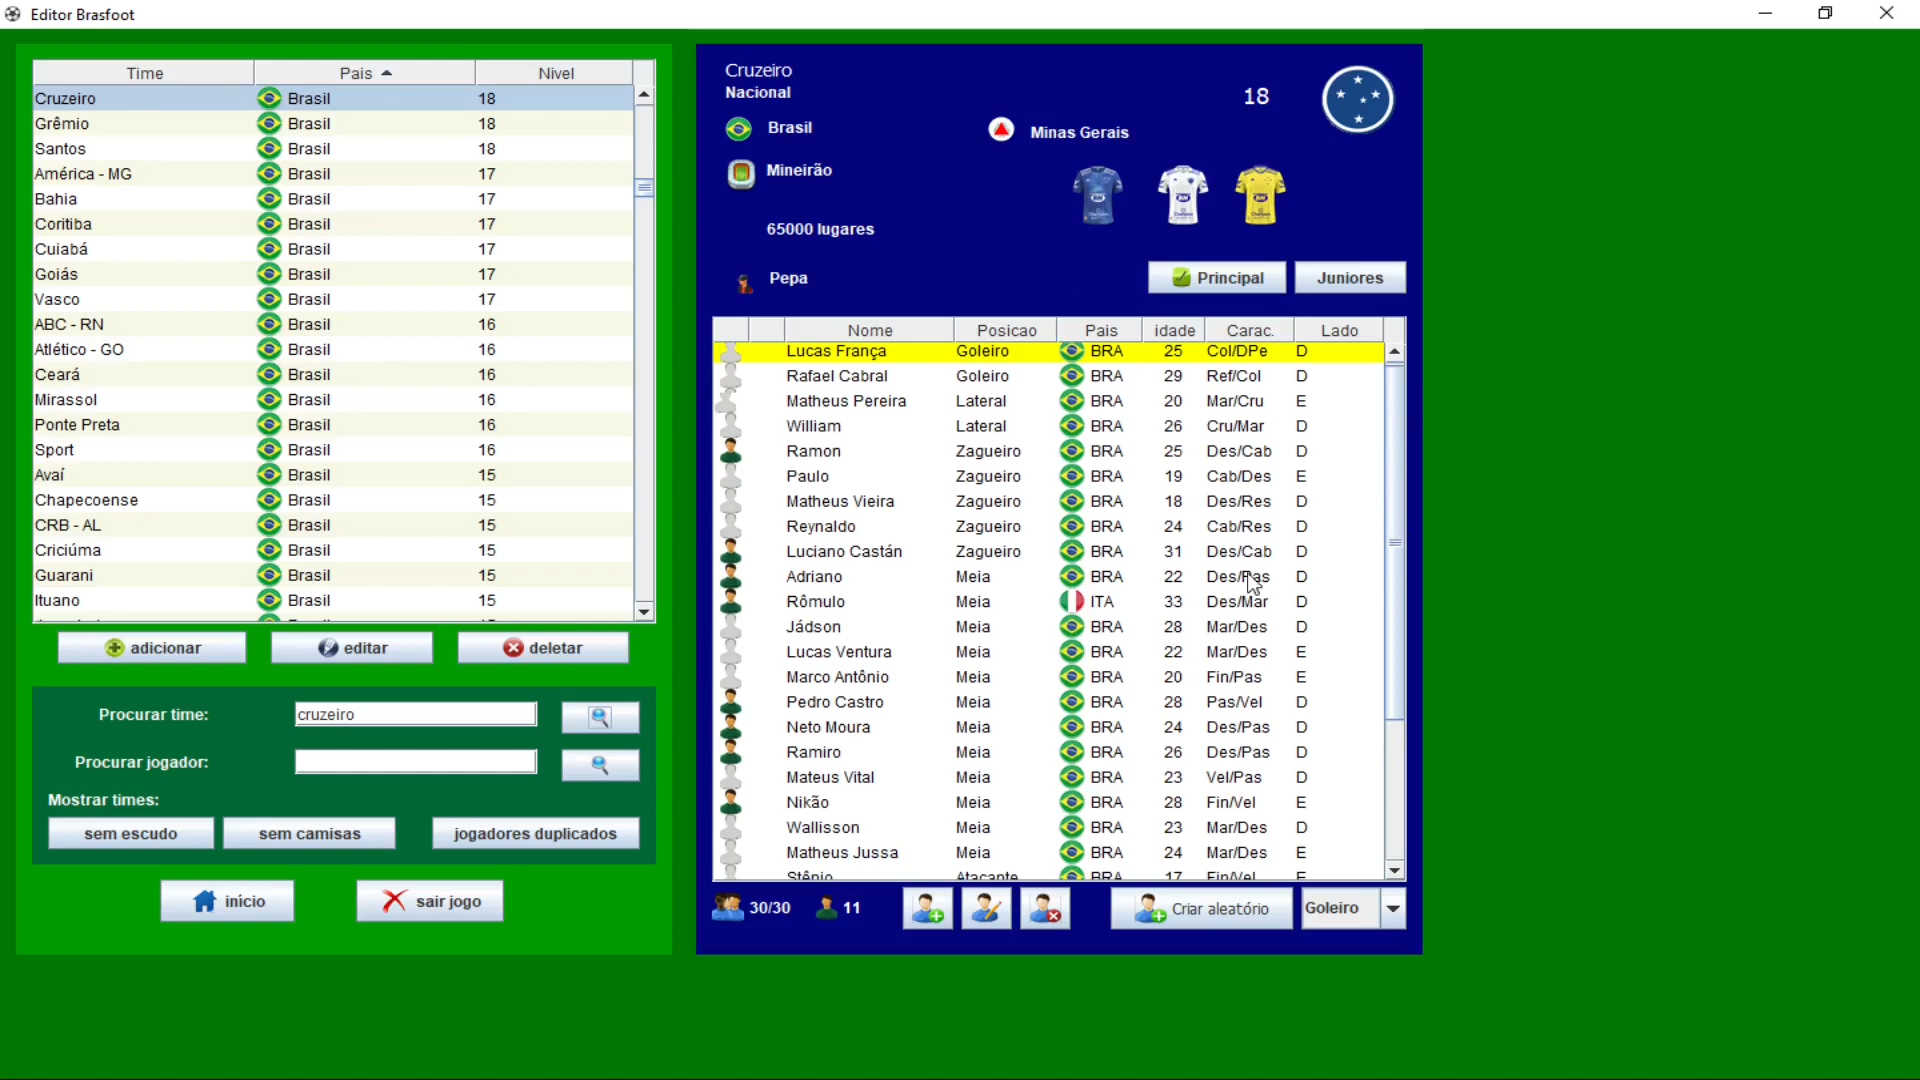 Editor Brasfoot
Time Pais Nivel
Cruzeiro Brasil 18
Grêmio Brasil 18
Santos Brasil 18
América - MG Brasil 17
Bahia Brasil 17
Coritiba Brasil 17
Cuiabá Brasil 17
Goiás Brasil 17
Vasco Brasil 17
ABC - RN Brasil 16
Atlético - GO Brasil 16
Ceará Brasil 16
Mirassol Brasil 16
Ponte Preta Brasil 16
Sport Brasil 16
Avaí Brasil 15
Chapecoense Brasil 15
CRB - AL Brasil 15
Criciúma Brasil 15
Guarani Brasil 15
Ituano Brasil 15
adicionar editar deletar
Procurar time: cruzeiro
Procurar jogador:
Mostrar times:
sem escudo sem camisas jogadores duplicados
início sair jogo
Cruzeiro
Nacional
18
Brasil Minas Gerais
Mineirão
65000 lugares
Pepa Principal Juniores
Nome Posicao Pais idade Carac. Lado
Lucas França Goleiro BRA 25 Col/DPe D
Rafael Cabral Goleiro BRA 29 Ref/Col D
Matheus Pereira Lateral BRA 20 Mar/Cru E
William Lateral BRA 26 Cru/Mar D
Ramon Zagueiro BRA 25 Des/Cab D
Paulo Zagueiro BRA 19 Cab/Des E
Matheus Vieira Zagueiro BRA 18 Des/Res D
Reynaldo Zagueiro BRA 24 Cab/Res D
Luciano Castán Zagueiro BRA 31 Des/Cab D
Adriano Meia BRA 22 Des/Pas D
Rômulo Meia ITA 33 Des/Mar D
Jádson Meia BRA 28 Mar/Des D
Lucas Ventura Meia BRA 22 Mar/Des E
Marco Antônio Meia BRA 20 Fin/Pas E
Pedro Castro Meia BRA 28 Pas/Vel D
Neto Moura Meia BRA 24 Des/Pas D
Ramiro Meia BRA 26 Des/Pas D
Mateus Vital Meia BRA 23 Vel/Pas D
Nikão Meia BRA 28 Fin/Vel E
Wallisson Meia BRA 23 Mar/Des D
Matheus Jussa Meia BRA 24 Mar/Des E
Stênio Atacante BRA 17 Fin/Vel E
30/30 11 Criar aleatório Goleiro